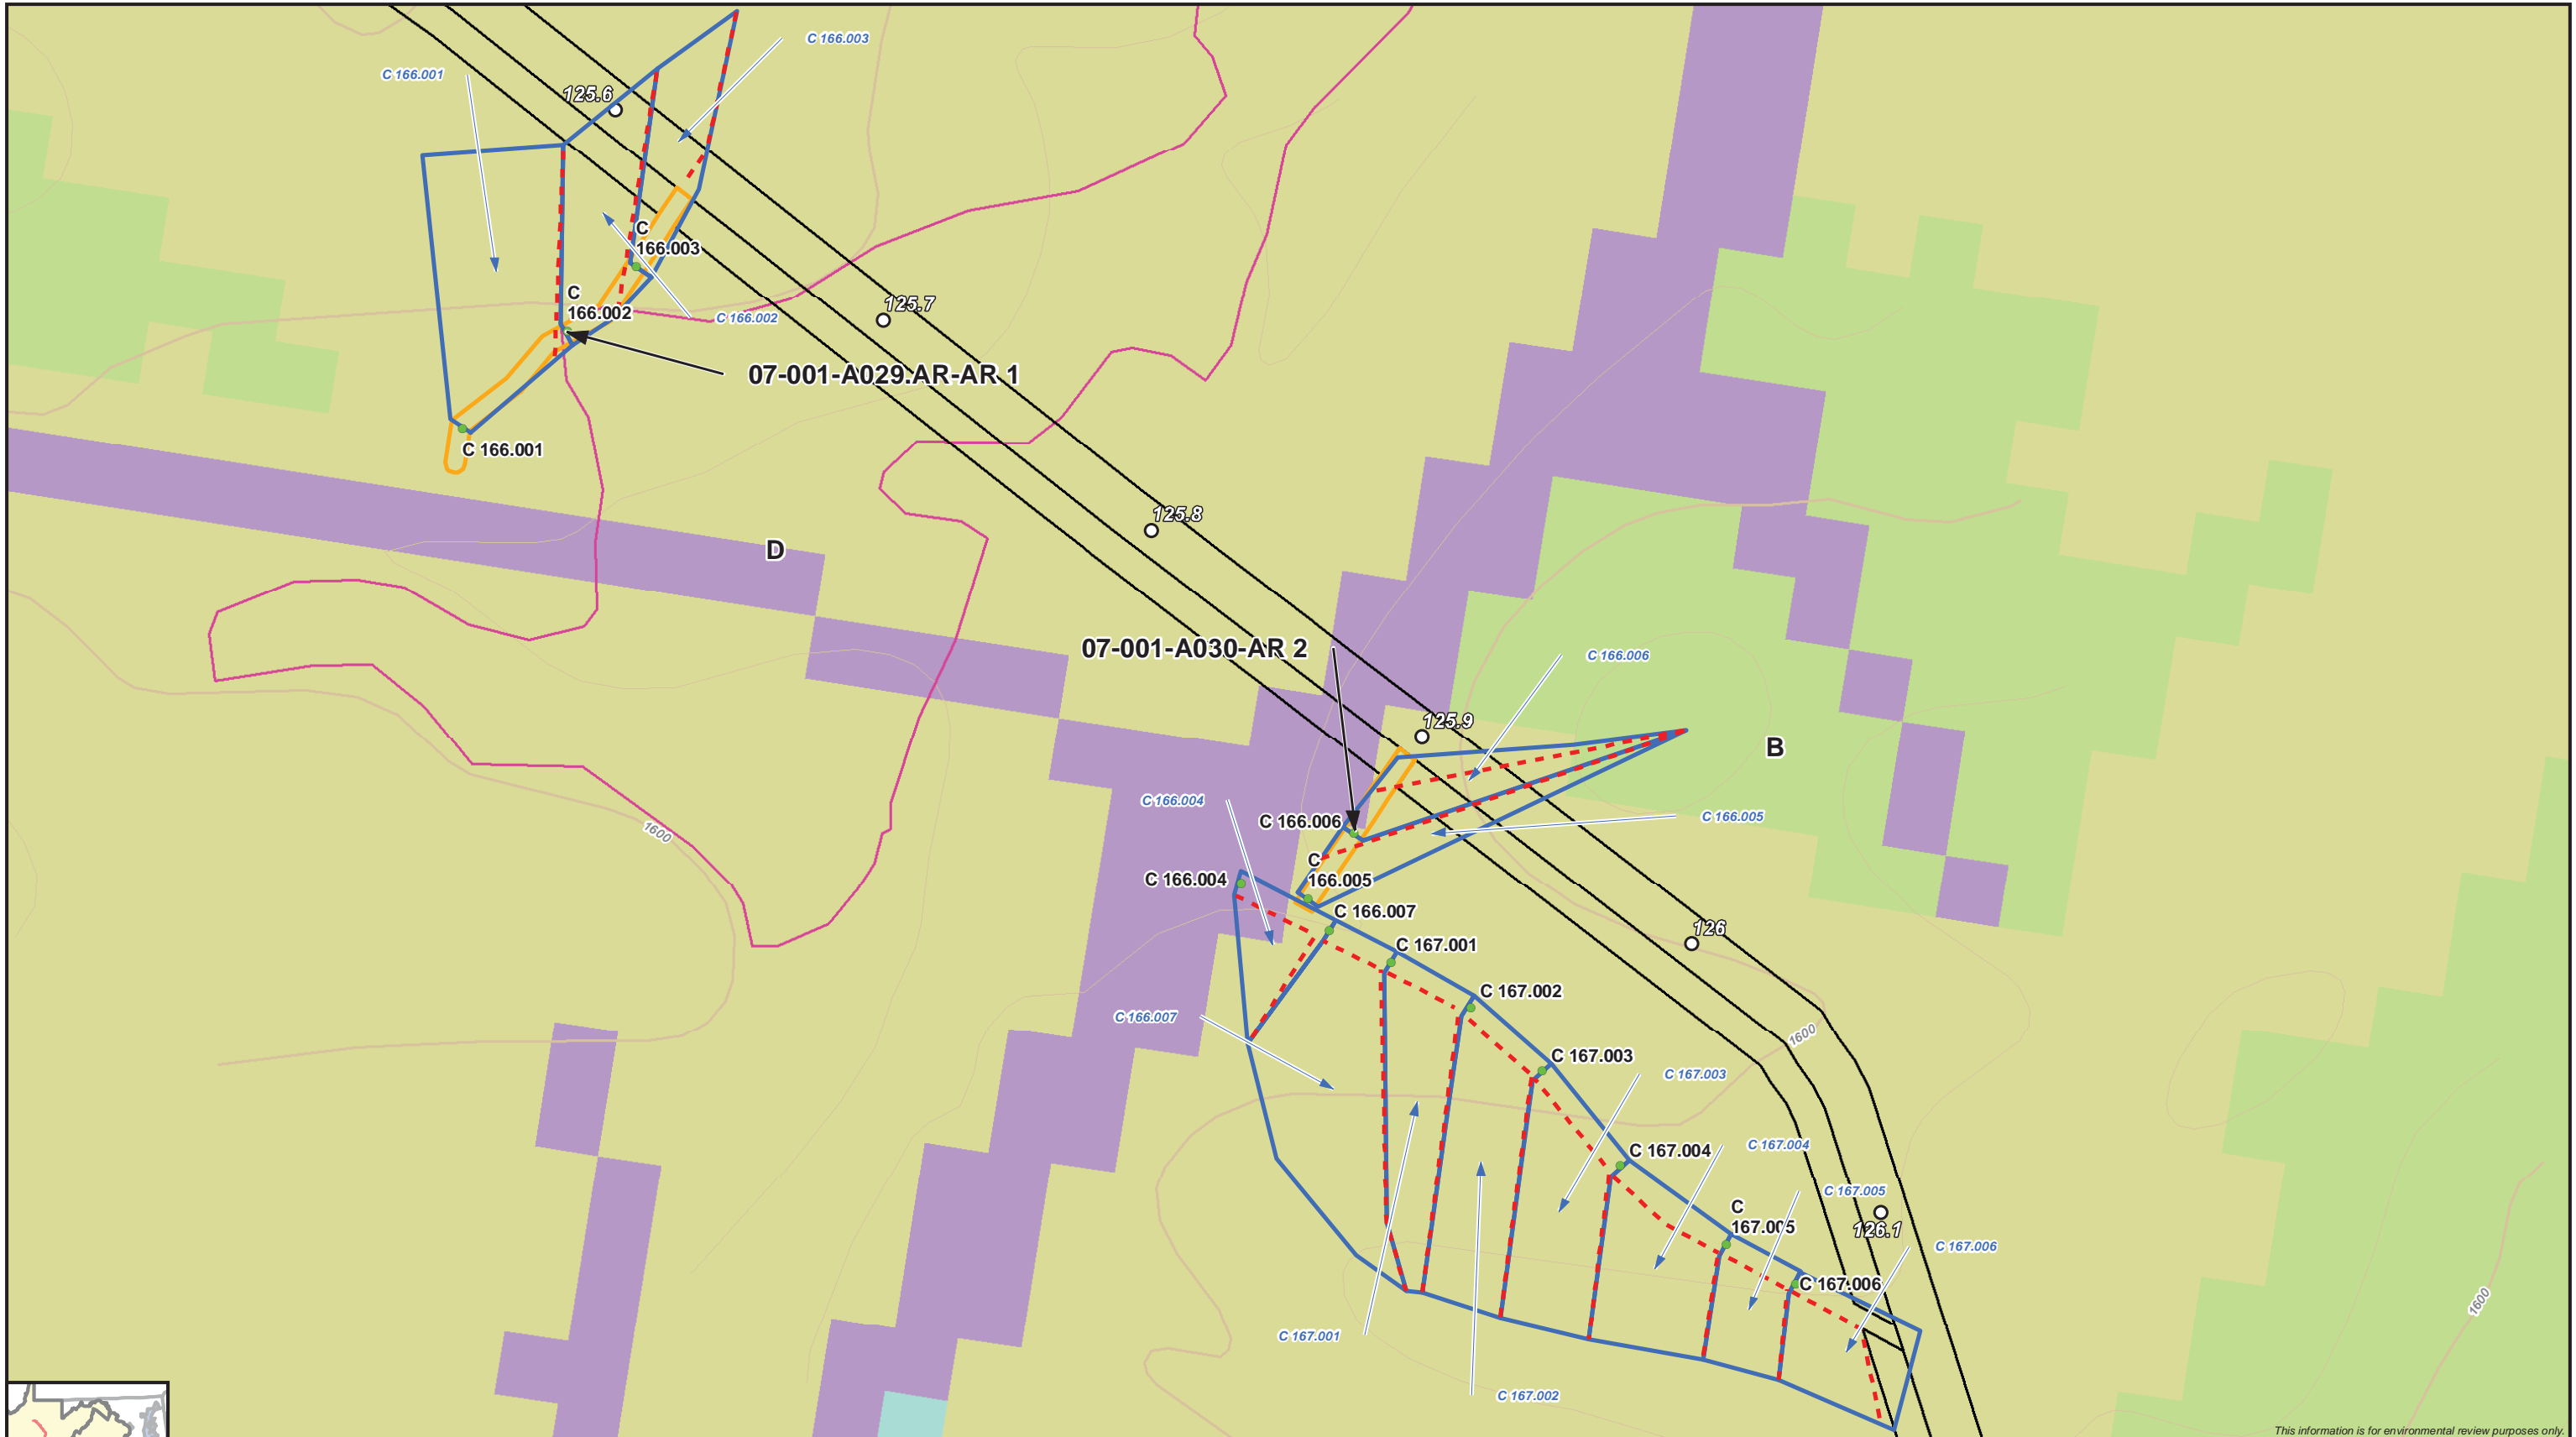 C 166.003
C 166.001
125.6
C
166.003
C
166.002
C 166.002
125.7
07-001-A029.AR-AR 1
C 166.001
125.8
D
07-001-A030-AR 2
C 166.006
125.9
B
C 166.004
C 166.005
C 166.006
1600
C
166.005
C 166.004
C 166.007
126
C 167.001
C 167.002
C 166.007
1600
C 167.003
C 167.003
C 167.004
C 167.004
C 167.005
C
167.005
126.1
C 167.006
C 167.006
1600
C 167.001
C 167.002
This information is for environmental review purposes only.